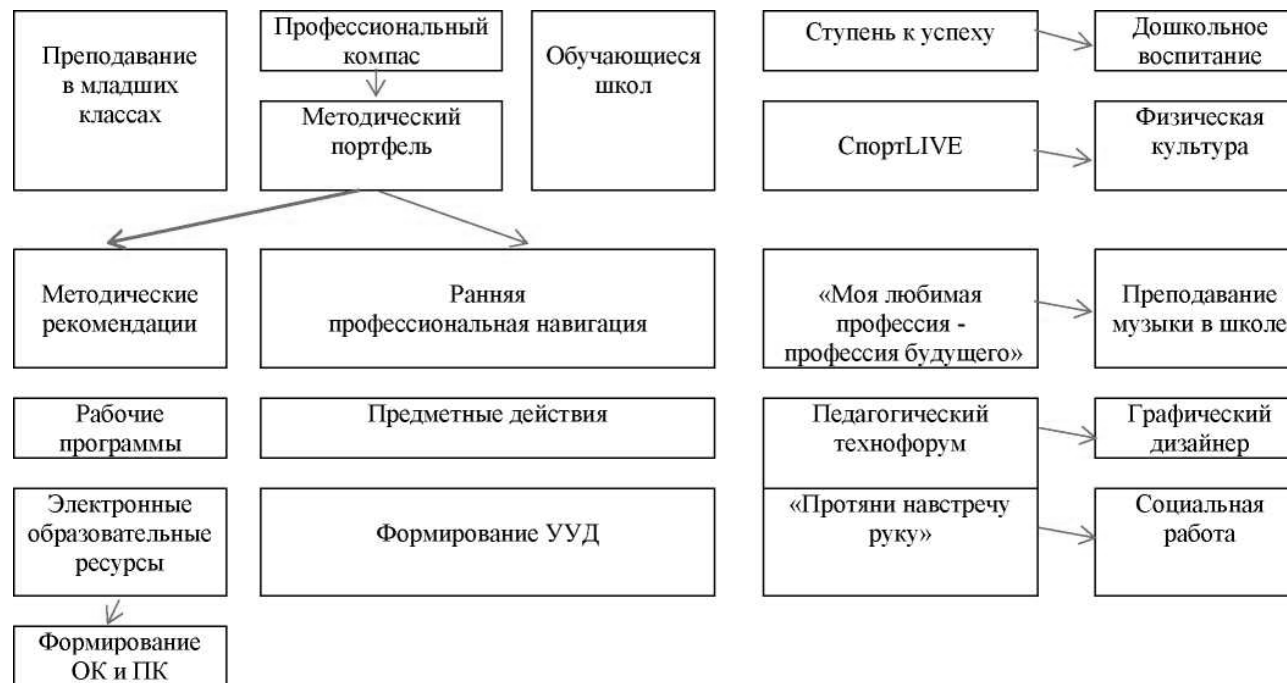 Преподавание
в младших
классах
Профессиональный
компас
Методический
портфель
Обучающиеся
школ
Ступень к успеху
Дошкольное
воспитание
СпортLIVE
Физическая
культура
Методические
рекомендации
Ранняя
профессиональная навигация
«Моя любимая
профессия -
профессия будущего»
Преподавание
музыки в школе
Рабочие
программы
Предметные действия
Педагогический
технофорум
Графический
дизайнер
Электронные
образовательные
ресурсы
Формирование УУД
«Протяни навстречу
руку»
Социальная
работа
Формирование
ОК и ПК